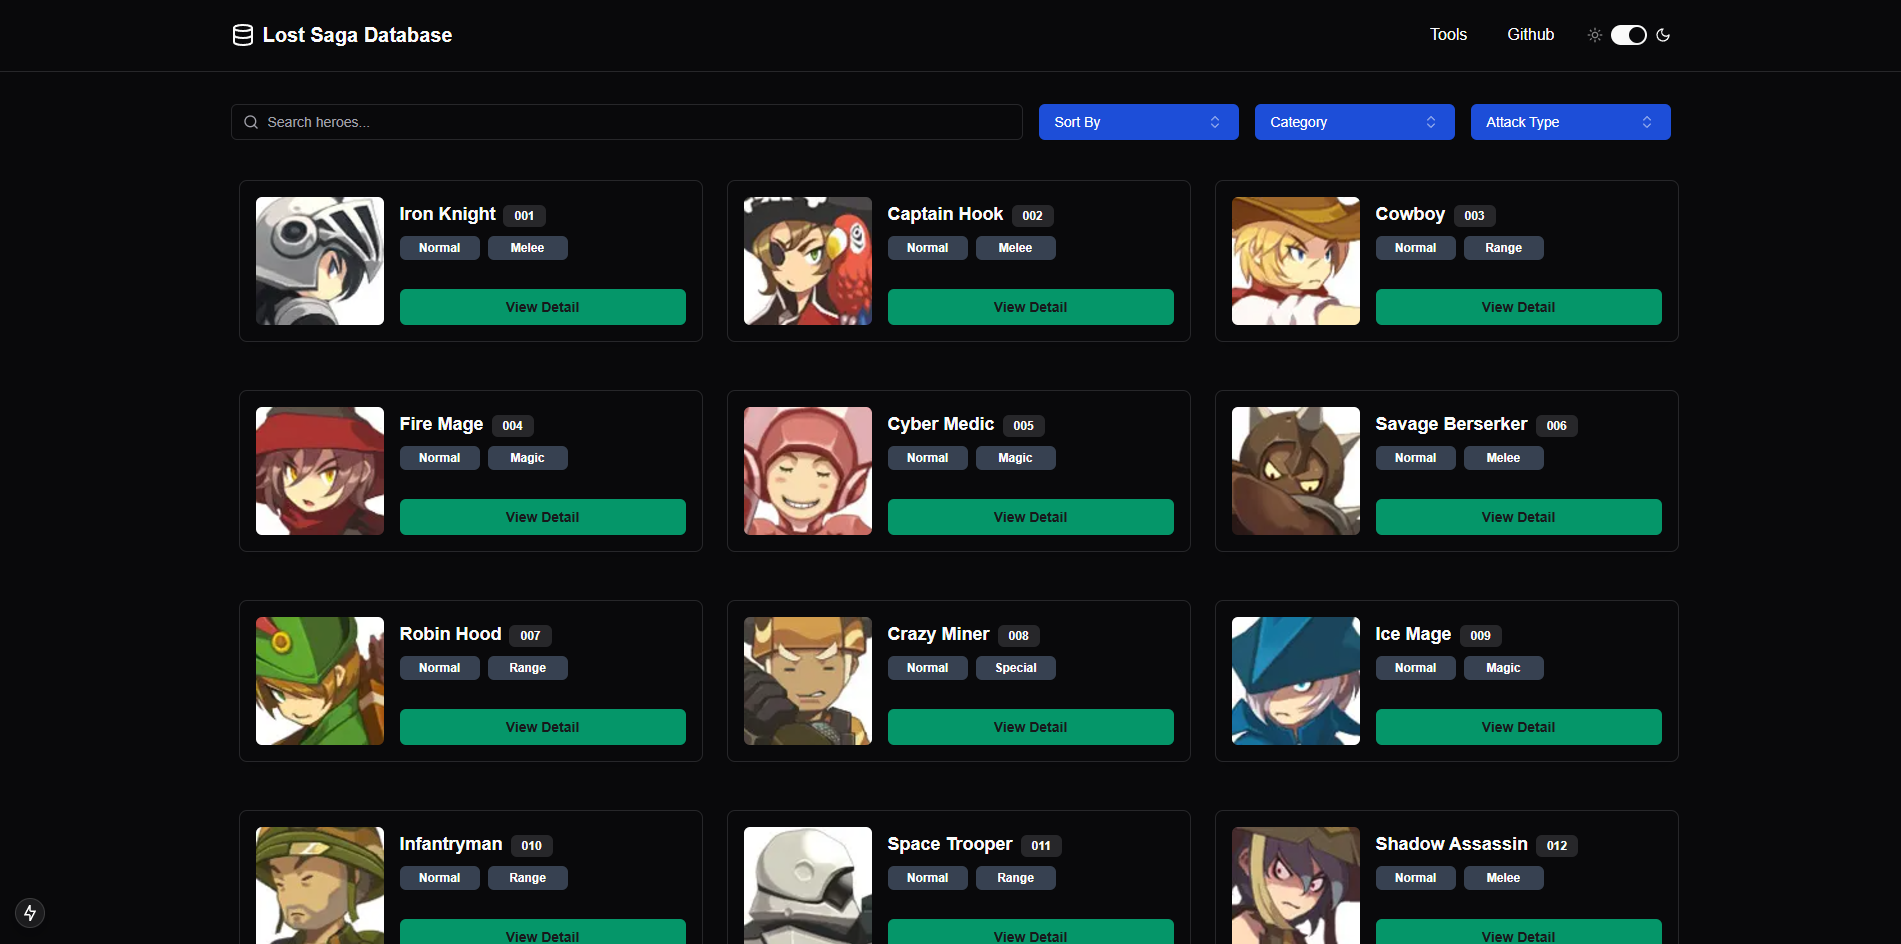 Lost Saga Database
Tools Github
Search heroes... Sort By Category Attack Type
Iron Knight 001
Normal Melee
View Detail
Captain Hook 002
Normal Melee
View Detail
Cowboy 003
Normal Range
View Detail
Fire Mage 004
Normal Magic
View Detail
Cyber Medic 005
Normal Magic
View Detail
Savage Berserker 006
Normal Melee
View Detail
Robin Hood 007
Normal Range
View Detail
Crazy Miner 008
Normal Special
View Detail
Ice Mage 009
Normal Magic
View Detail
Infantryman 010
Normal Range
View Detail
Space Trooper 011
Normal Range
View Detail
Shadow Assassin 012
Normal Melee
View Detail